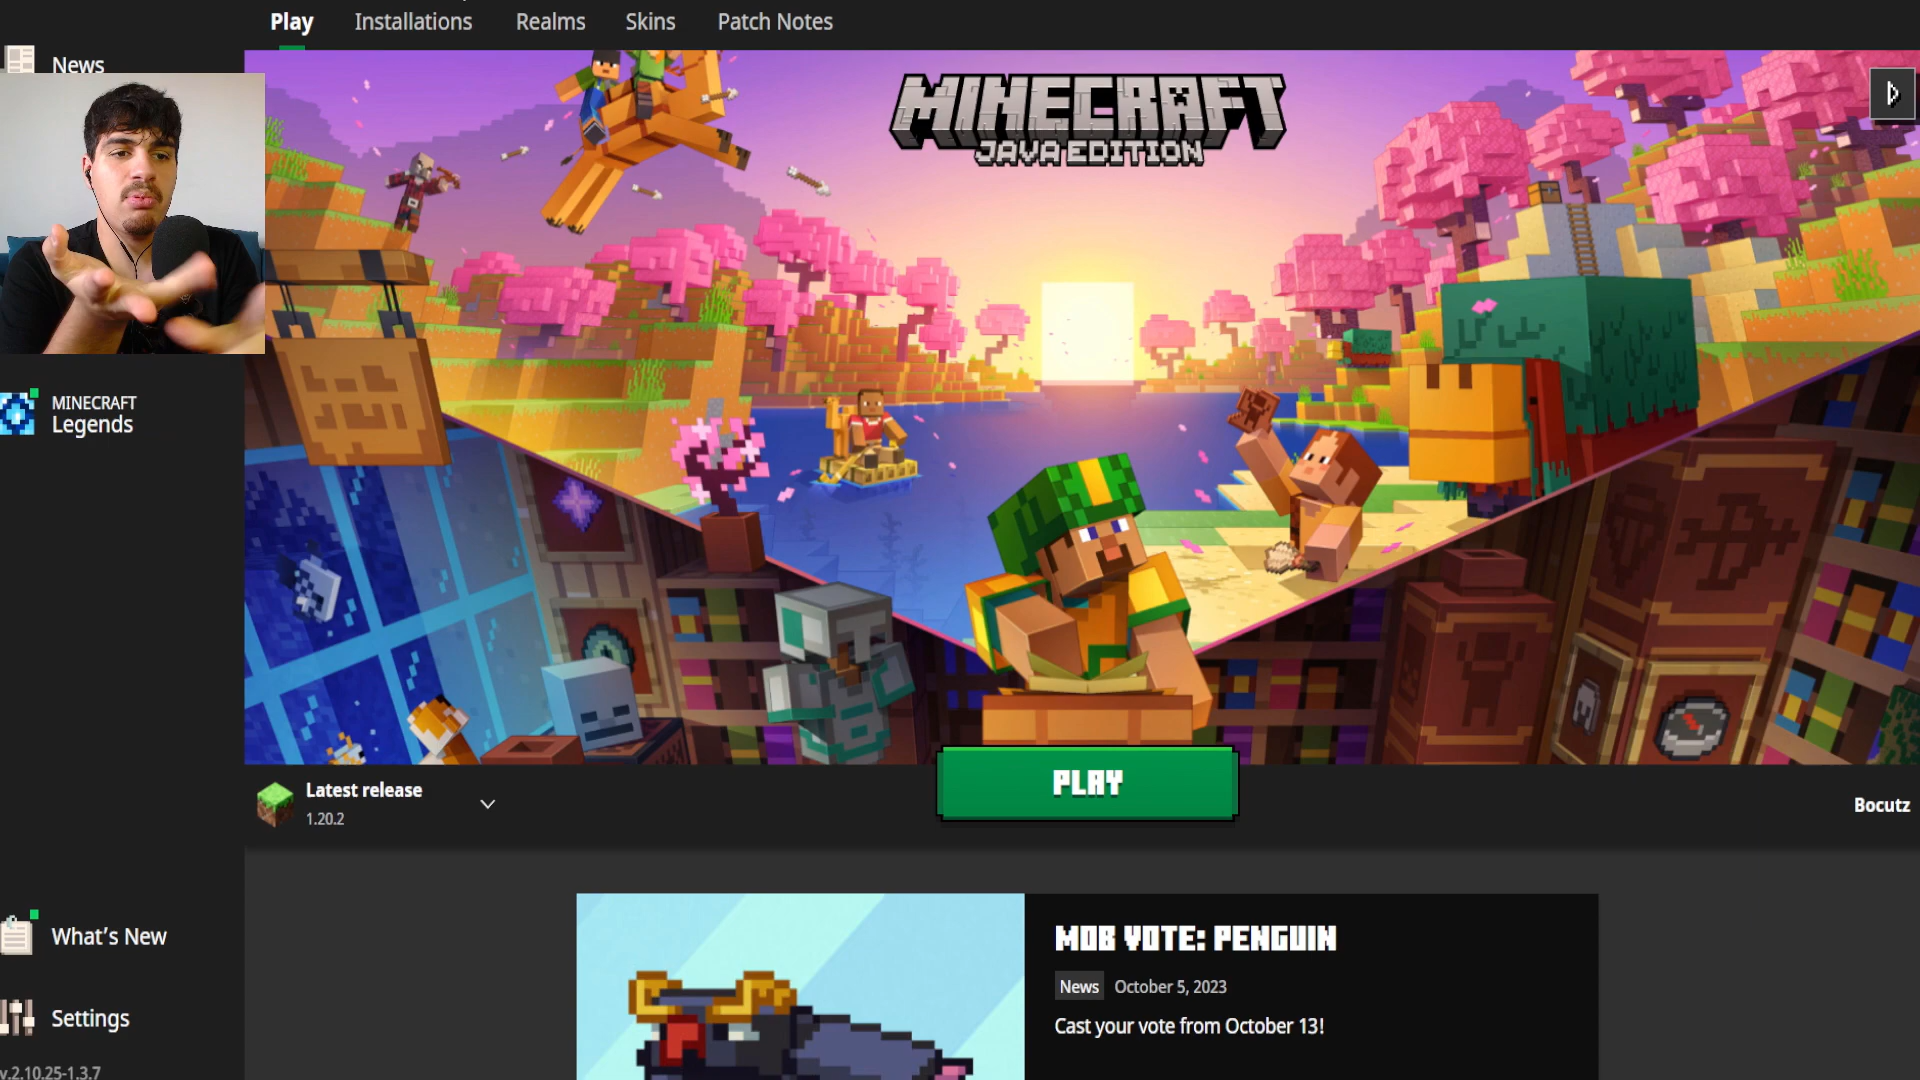 Play Installations Realms Skins Patch Notes
News
MINECRAFT
JAVA EDITION
MINECRAFT
Legends
Latest release
1.20.2
PLAY
Bocutz
MOB VOTE: PENGUIN
News October 5, 2023
Cast your vote from October 13!
What's New
Settings
v.2.10.25-1.3.7